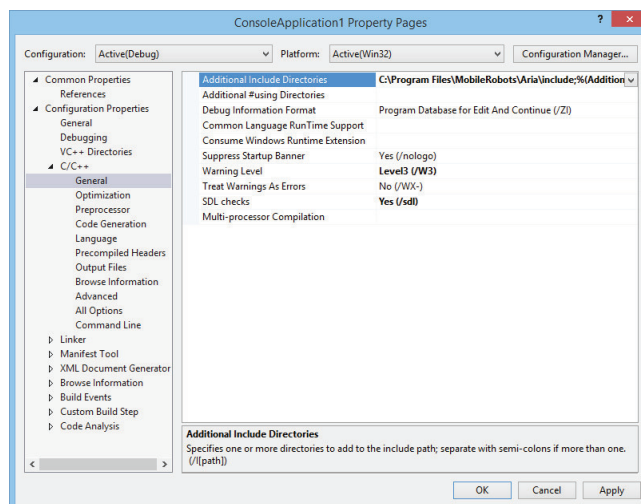 ConsoleApplication1 Property Pages
? x
Configuration: Active(Debug) Platform: Active(Win32) Configuration Manager...
Common Properties
References
Configuration Properties
General
Debugging
VC++ Directories
C/C++
General
Optimization
Preprocessor
Code Generation
Language
Precompiled Headers
Output Files
Browse Information
Advanced
All Options
Command Line
Linker
Manifest Tool
XML Document Generator
Browse Information
Build Events
Custom Build Step
Code Analysis
Additional Include Directories C:\Program Files\MobileRobots\Aria\include;%(Addition
Additional #using Directories
Debug Information Format Program Database for Edit And Continue (/ZI)
Common Language RunTime Support
Consume Windows Runtime Extension
Suppress Startup Banner Yes (/nologo)
Warning Level Level3 (/W3)
Treat Warnings As Errors No (/WX-)
SDL checks Yes (/sdl)
Multi-processor Compilation
Additional Include Directories
Specifies one or more directories to add to the include path; separate with semi-colons if more than one.
(/I[path])
OK Cancel Apply